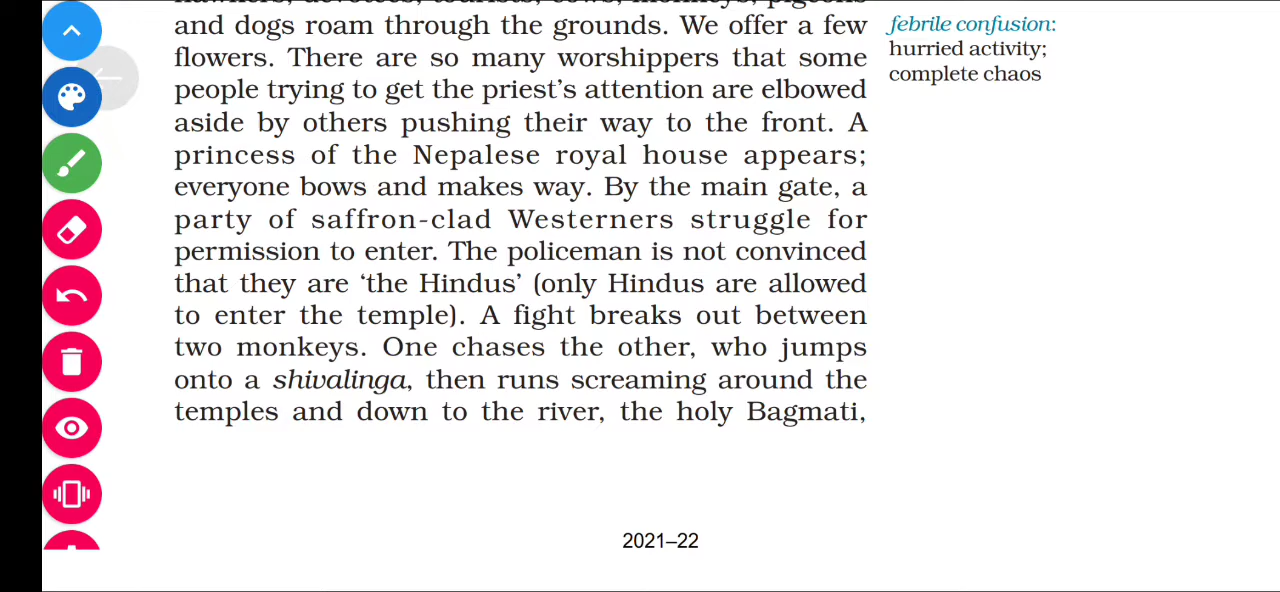 hawkers, devotees, tourists, cows, monkeys, pigeons
and dogs roam through the grounds. We offer a few
flowers. There are so many worshippers that some
people trying to get the priest's attention are elbowed
aside by others pushing their way to the front. A
princess of the Nepalese royal house appears;
everyone bows and makes way. By the main gate, a
party of saffron-clad Westerners struggle for
permission to enter. The policeman is not convinced
that they are ‘the Hindus’ (only Hindus are allowed
to enter the temple). A fight breaks out between
two monkeys. One chases the other, who jumps
onto a shivalinga, then runs screaming around the
temples and down to the river, the holy Bagmati,
febrile confusion:
hurried activity;
complete chaos
2021–22